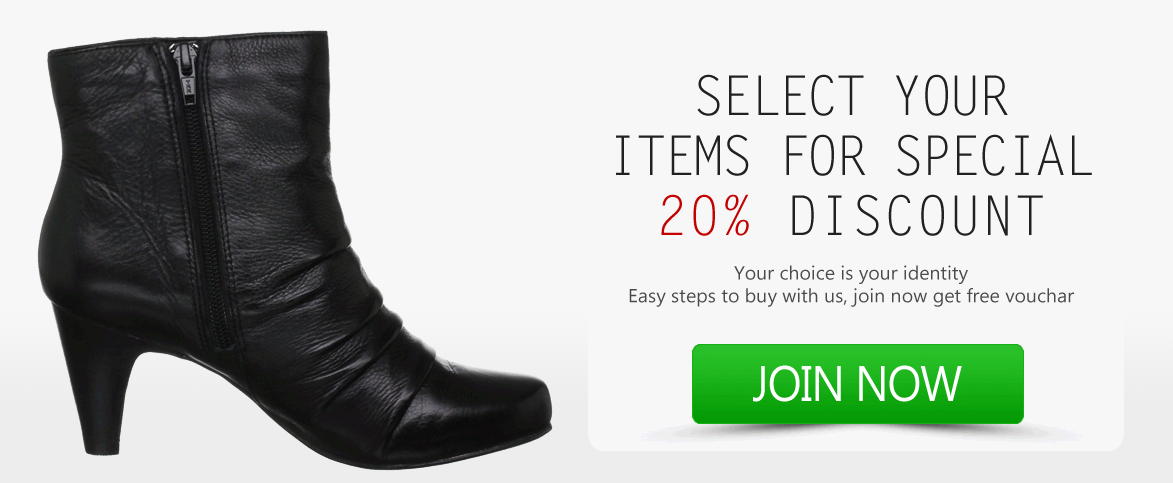 SELECT YOUR
ITEMS FOR SPECIAL
20% DISCOUNT
Your choice is your identity
Easy steps to buy with us, join now get free vouchar
JOIN NOW